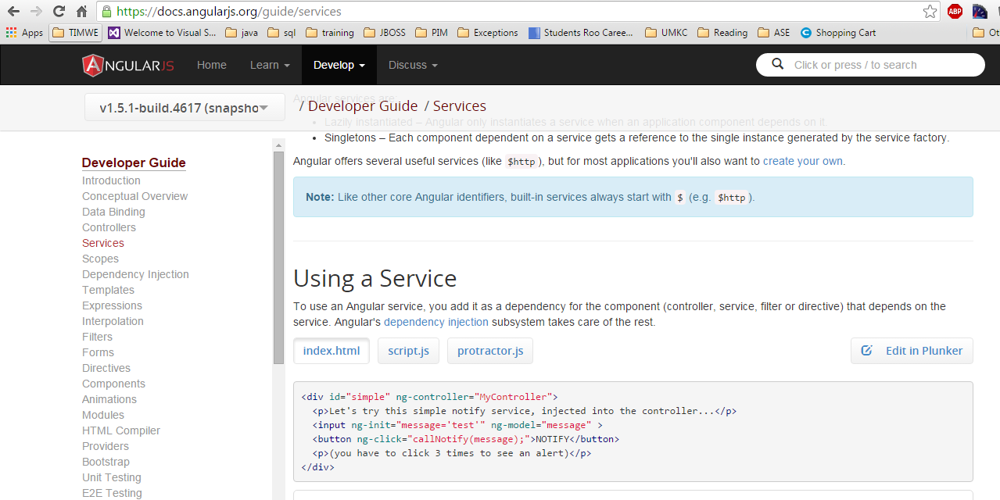 https://docs.angularjs.org/guide/services
ABP
Apps TIMWE Welcome to Visual S... java sql training JBOSS PIM Exceptions Students Roo Caree... UMKC Reading ASE Shopping Cart Ot
ANGULARJS Home Learn Develop Discuss Click or press / to search
Angular services are:
v1.5.1-build.4617 (snapsho
/ Developer Guide / Services
Lazily instantiated – Angular only instantiates a service when an application component depends on it.
Singletons – Each component dependent on a service gets a reference to the single instance generated by the service factory.
Angular offers several useful services (like $http), but for most applications you'll also want to create your own.
Note: Like other core Angular identifiers, built-in services always start with $ (e.g. $http).
Developer Guide
Introduction
Conceptual Overview
Data Binding
Controllers
Services
Scopes
Dependency Injection
Templates
Expressions
Interpolation
Filters
Forms
Directives
Components
Animations
Modules
HTML Compiler
Providers
Bootstrap
Unit Testing
E2E Testing
Using a Service
To use an Angular service, you add it as a dependency for the component (controller, service, filter or directive) that depends on the
service. Angular's dependency injection subsystem takes care of the rest.
index.html script.js protractor.js Edit in Plunker
<div id="simple" ng-controller="MyController">
<p>Let's try this simple notify service, injected into the controller...</p>
<input ng-init="message='test'" ng-model="message" >
<button ng-click="callNotify(message);">NOTIFY</button>
<p>(you have to click 3 times to see an alert)</p>
</div>